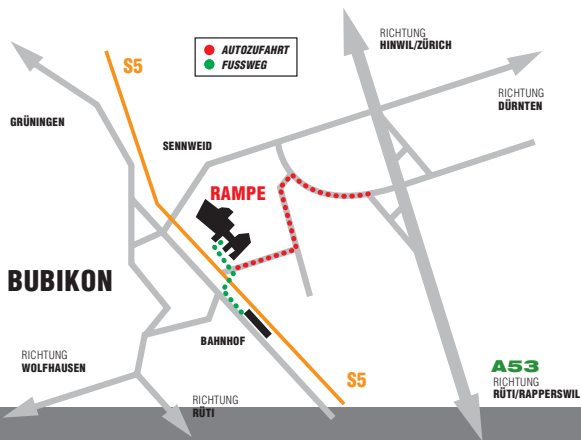 S5
AUTOZUFAHRT
FUSSWEG
RICHTUNG
HINWIL/ZÜRICH
RICHTUNG
DÜRNTEN
GRÜNINGEN
SENNWEID
RAMPE
BUBIKON
BAHNHOF
RICHTUNG
WOLFHAUSEN
S5
A53
RICHTUNG
RÜTI/RAPPERSWIL
RICHTUNG
RÜTI